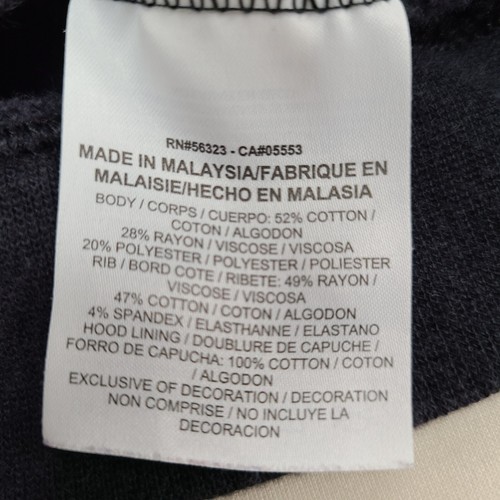 RN#56323 - CA#05553
MADE IN MALAYSIA/FABRIQUE EN
MALAISIE/HECHO EN MALASIA
BODY / CORPS / CUERPO: 52% COTTON /
COTON / ALGODON
28% RAYON / VISCOSE / VISCOSA
20% POLYESTER / POLYESTER / POLIESTER
RIB / BORD COTE / RIBETE: 49% RAYON /
VISCOSE / VISCOSA
47% COTTON / COTON / ALGODON
4% SPANDEX / ELASTHANNE / ELASTANO
HOOD LINING / DOUBLURE DE CAPUCHE /
FORRO DE CAPUCHA: 100% COTTON / COTON
/ ALGODON
EXCLUSIVE OF DECORATION / DECORATION
NON COMPRISE / NO INCLUYE LA
DECORACION